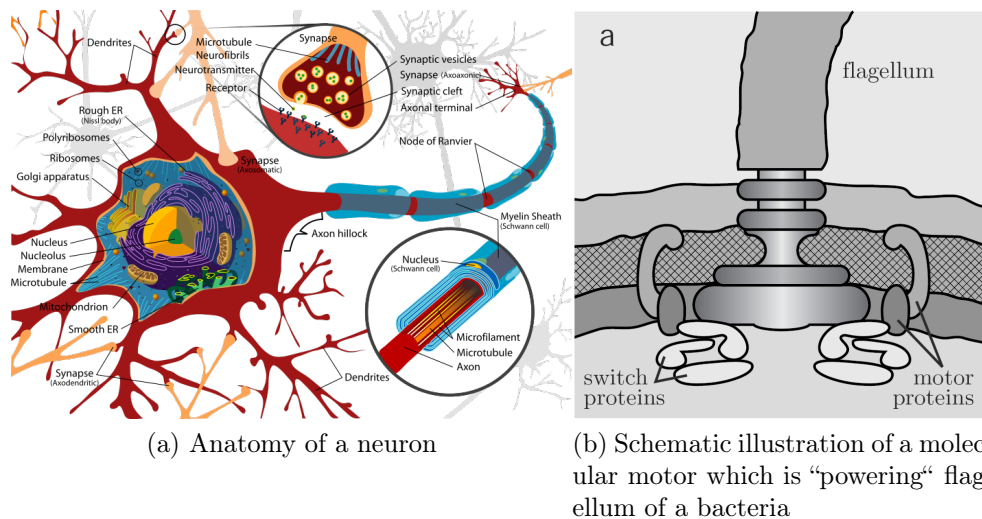 Dendrites
Microtubule
Neurofibrils
Neurotransmitter
Receptor
Synapse
Synaptic vesicles
Synapse (Axoaxonic)
Synaptic cleft
Axonal terminal
Rough ER
(Nissl body)
Polyribosomes
Ribosomes
Golgi apparatus
Synapse
(Axosomatic)
Node of Ranvier
Myelin Sheath
(Schwann cell)
Axon hillock
Nucleus
Nucleolus
Membrane
Microtubule
Mitochondrion
Smooth ER
Synapse
(Axodendritic)
Dendrites
Nucleus
(Schwann cell)
Microfilament
Microtubule
Axon
(a) Anatomy of a neuron
a
flagellum
switch
proteins
motor
proteins
(b) Schematic illustration of a molec
ular motor which is “powering“ flag
ellum of a bacteria